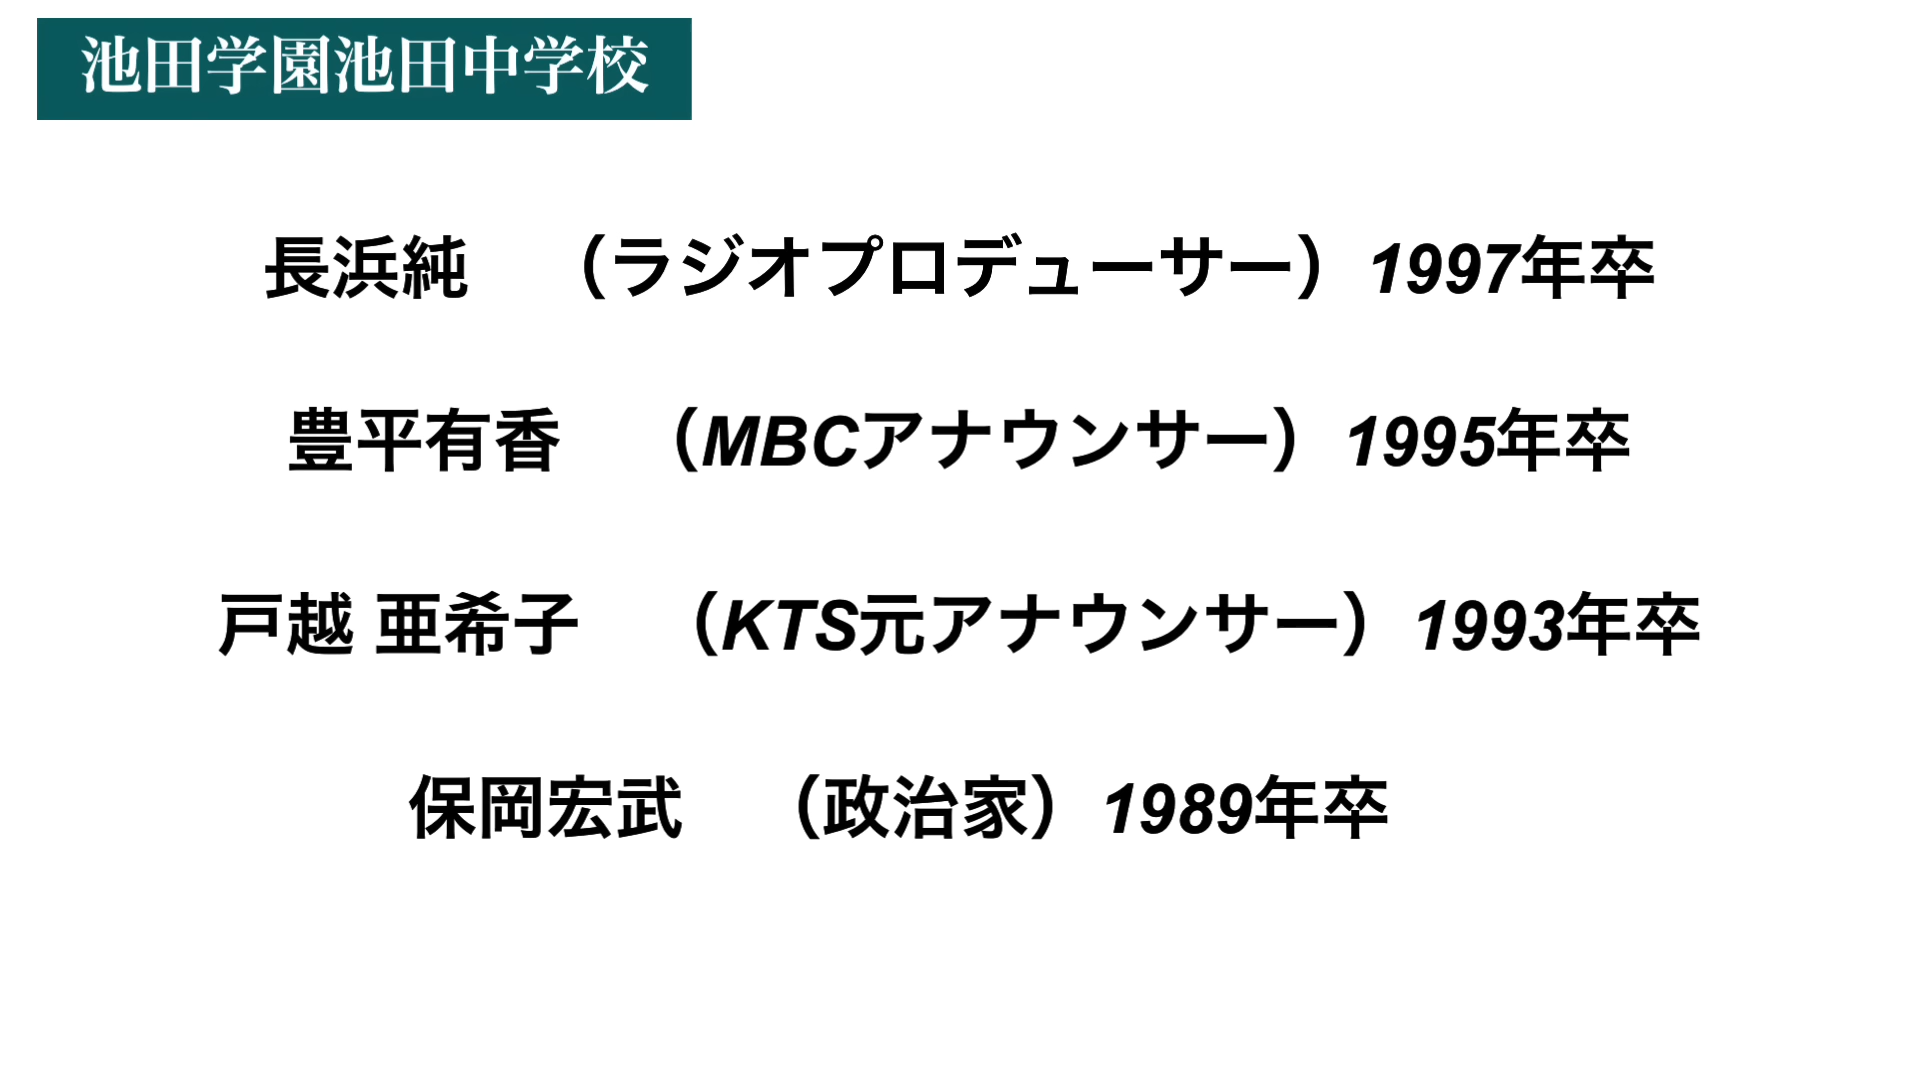 池田学園池田中学校
長浜純　（ラジオプロデューサー）1997年卒
豊平有香　（MBCアナウンサー）1995年卒
戸越 亜希子　（KTS元アナウンサー）1993年卒
保岡宏武　（政治家）1989年卒